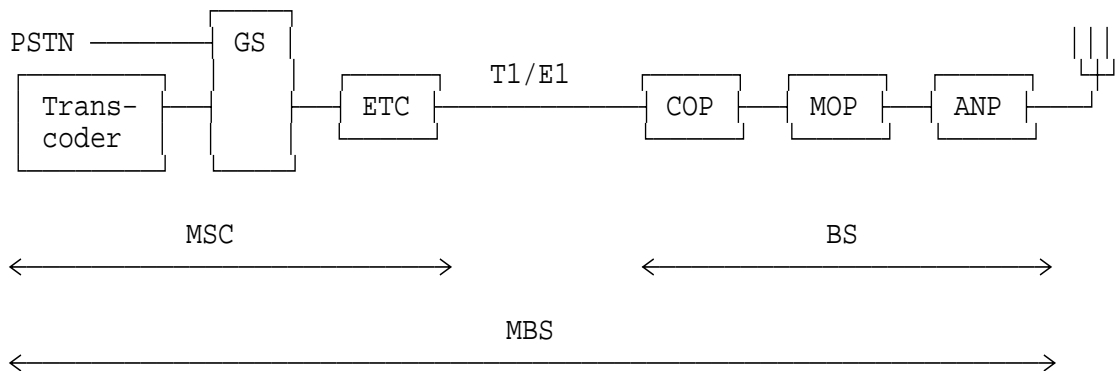 PSTN
GS
Trans-
coder
ETC
T1/E1
COP
MOP
ANP
MSC
BS
MBS